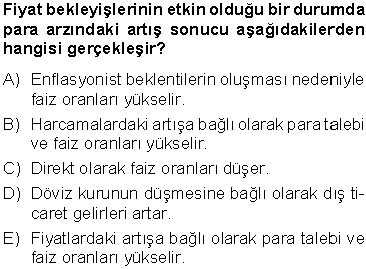 Fiyat bekleyişlerinin etkin olduğu bir durumda
para arzındaki artış sonucu aşağıdakilerden
hangisi gerçekleşir?
A) Enflasyonist beklentilerin oluşması nedeniyle
faiz oranları yükselir.
B) Harcamalardaki artışa bağlı olarak para talebi
ve faiz oranları yükselir.
C) Direkt olarak faiz oranları düşer.
D) Döviz kurunun düşmesine bağlı olarak dış ti-
caret gelirleri artar.
E) Fiyatlardaki artışa bağlı olarak para talebi ve
faiz oranları yükselir.